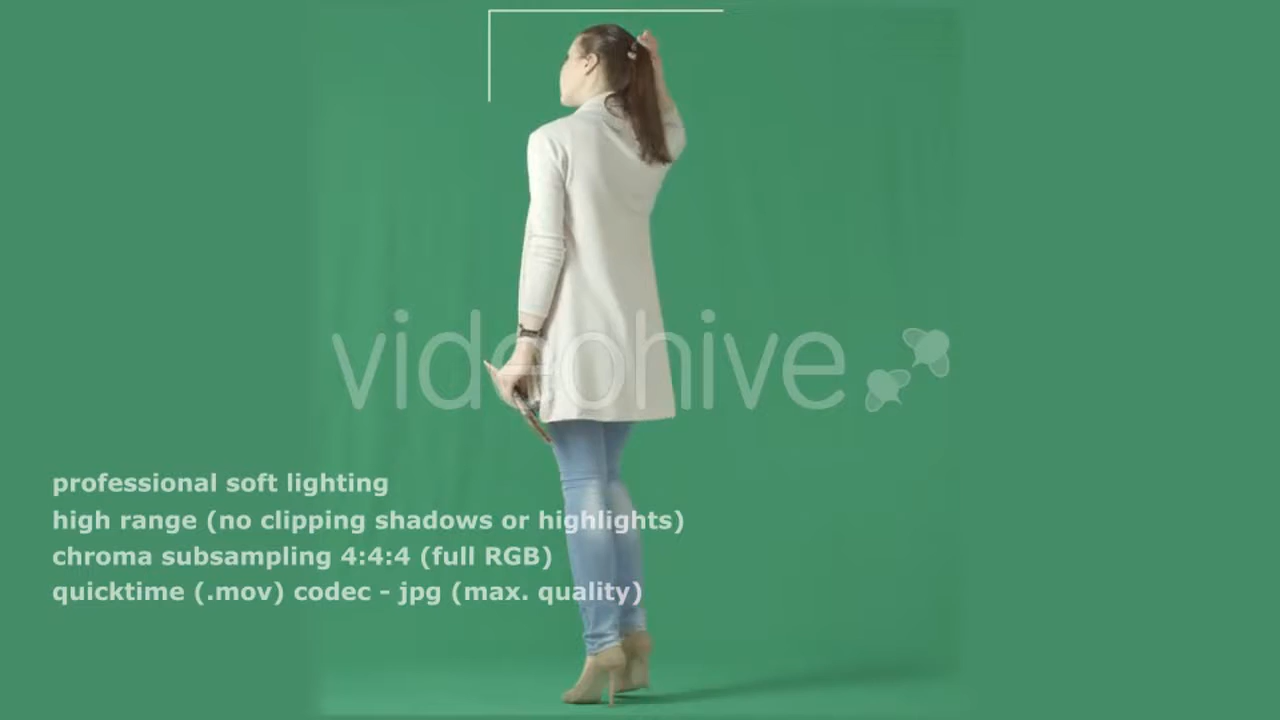 videohive
professional soft lighting
high range (no clipping shadows or highlights)
chroma subsampling 4:4:4 (full RGB)
quicktime (.mov) codec - jpg (max. quality)